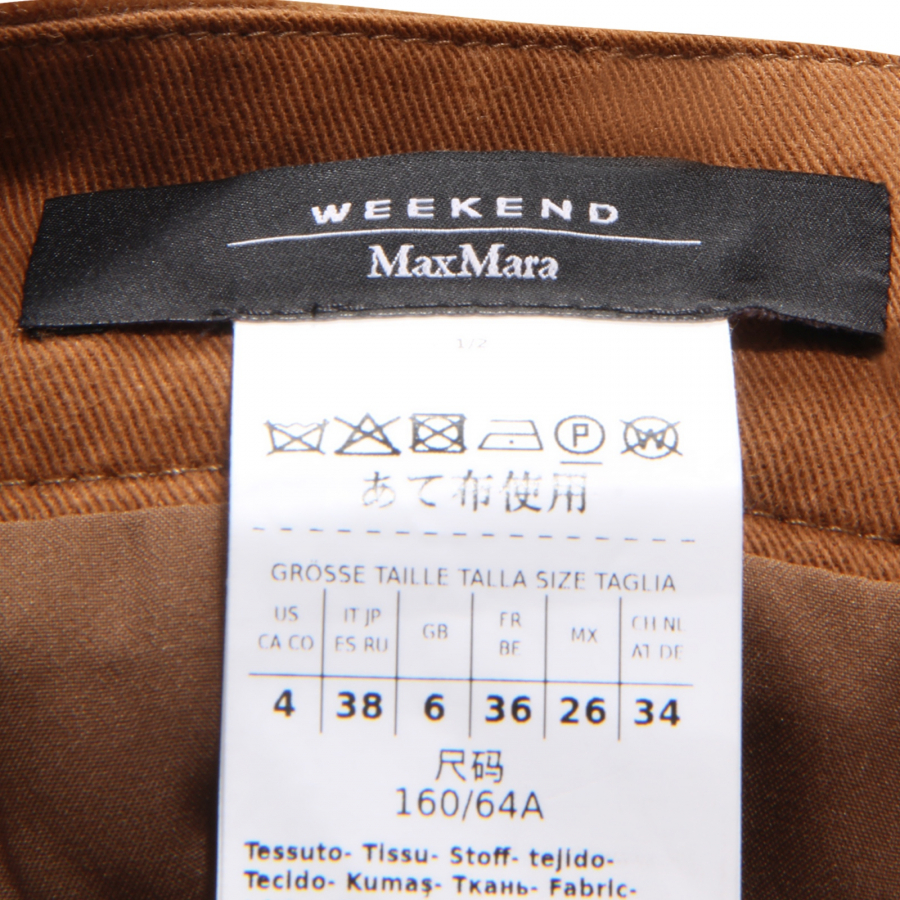 WEEKEND
MaxMara
1/2
P
W
あて布使用
GRÖSSE TAILLE TALLA SIZE TAGLIA
US IT JP GB FR MX CH NL
CA CO ES RU BE AT DE
4 38 6 36 26 34
尺码
160/64A
Tessuto- Tissu- Stoff- tejido-
Tecido- Kumaş- Ткань- Fabric-